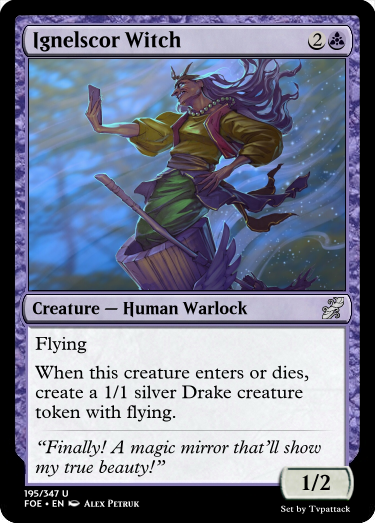 Ignelscor Witch 2
Creature — Human Warlock
Flying
When this creature enters or dies,
create a 1/1 silver Drake creature
token with flying.
“Finally! A magic mirror that’ll show
my true beauty!”
1/2
195/347 U
FOE • EN Alex Petruk
Set by Tvpattack